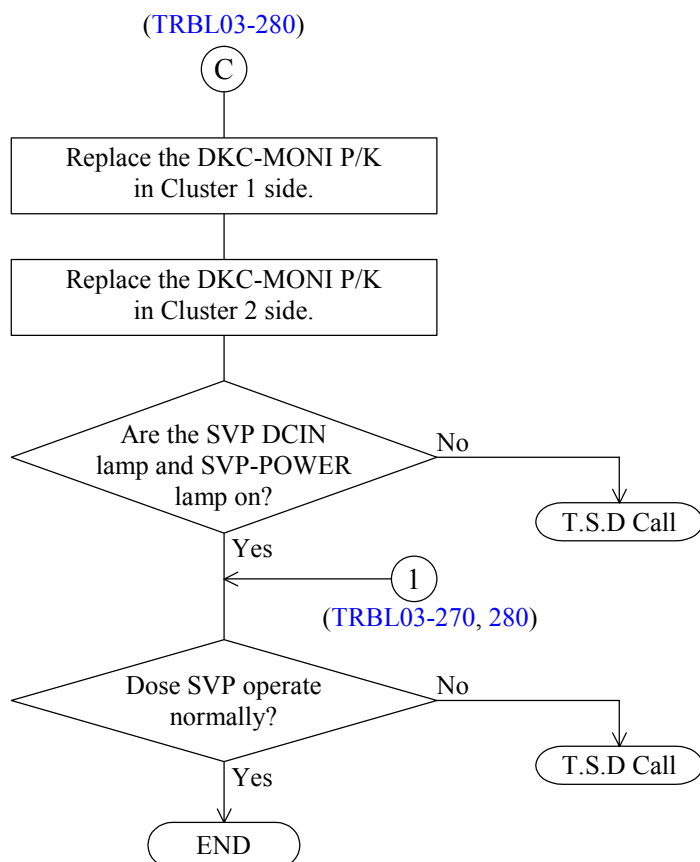 (TRBL03-280)
C
Replace the DKC-MONI P/K
in Cluster 1 side.
Replace the DKC-MONI P/K
in Cluster 2 side.
Are the SVP DCIN
lamp and SVP-POWER
lamp on?
No
T.S.D Call
Yes
1
(TRBL03-270, 280)
Dose SVP operate
normally?
No
T.S.D Call
Yes
END